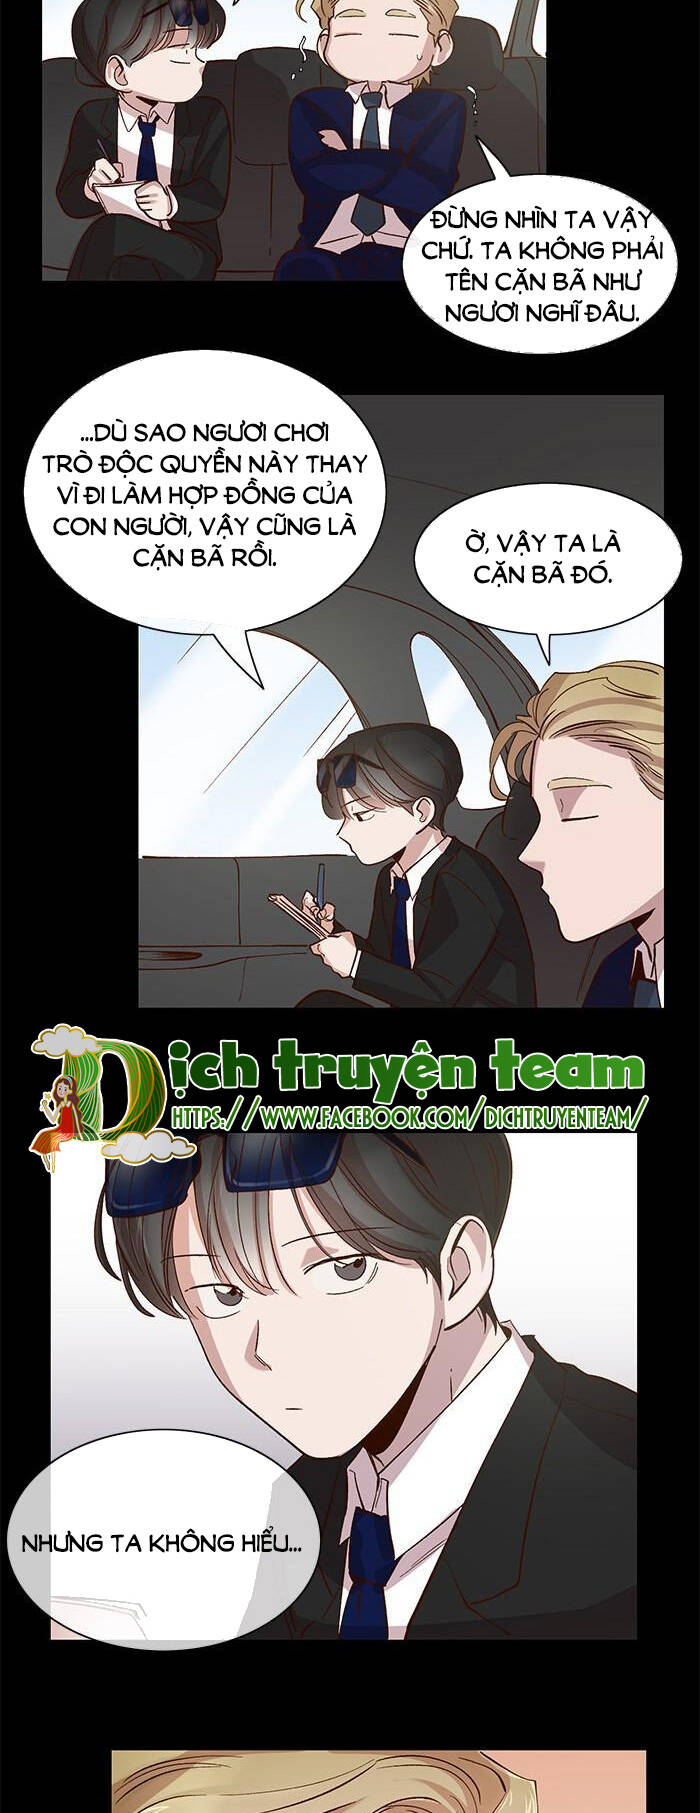 ĐỪNG NHÌN TA VẬY
CHỨ. TA KHÔNG PHẢI
TÊN CẶN BÃ NHƯ
NGƯƠI NGHĨ ĐÂU.
...DÙ SAO NGƯƠI CHƠI
TRÒ ĐỘC QUYỀN NÀY THAY
VÌ ĐI LÀM HỢP ĐỒNG CỦA
CON NGƯỜI, VẬY CŨNG LÀ
CẶN BÃ RỒI.
Ờ, VẬY TA LÀ
CẶN BÃ ĐÓ.
Dịch truyện team
HTTPS://WWW.FACEBOOK.COM/DICHTRUYENTEAM/
NHƯNG TA KHÔNG HIỂU...